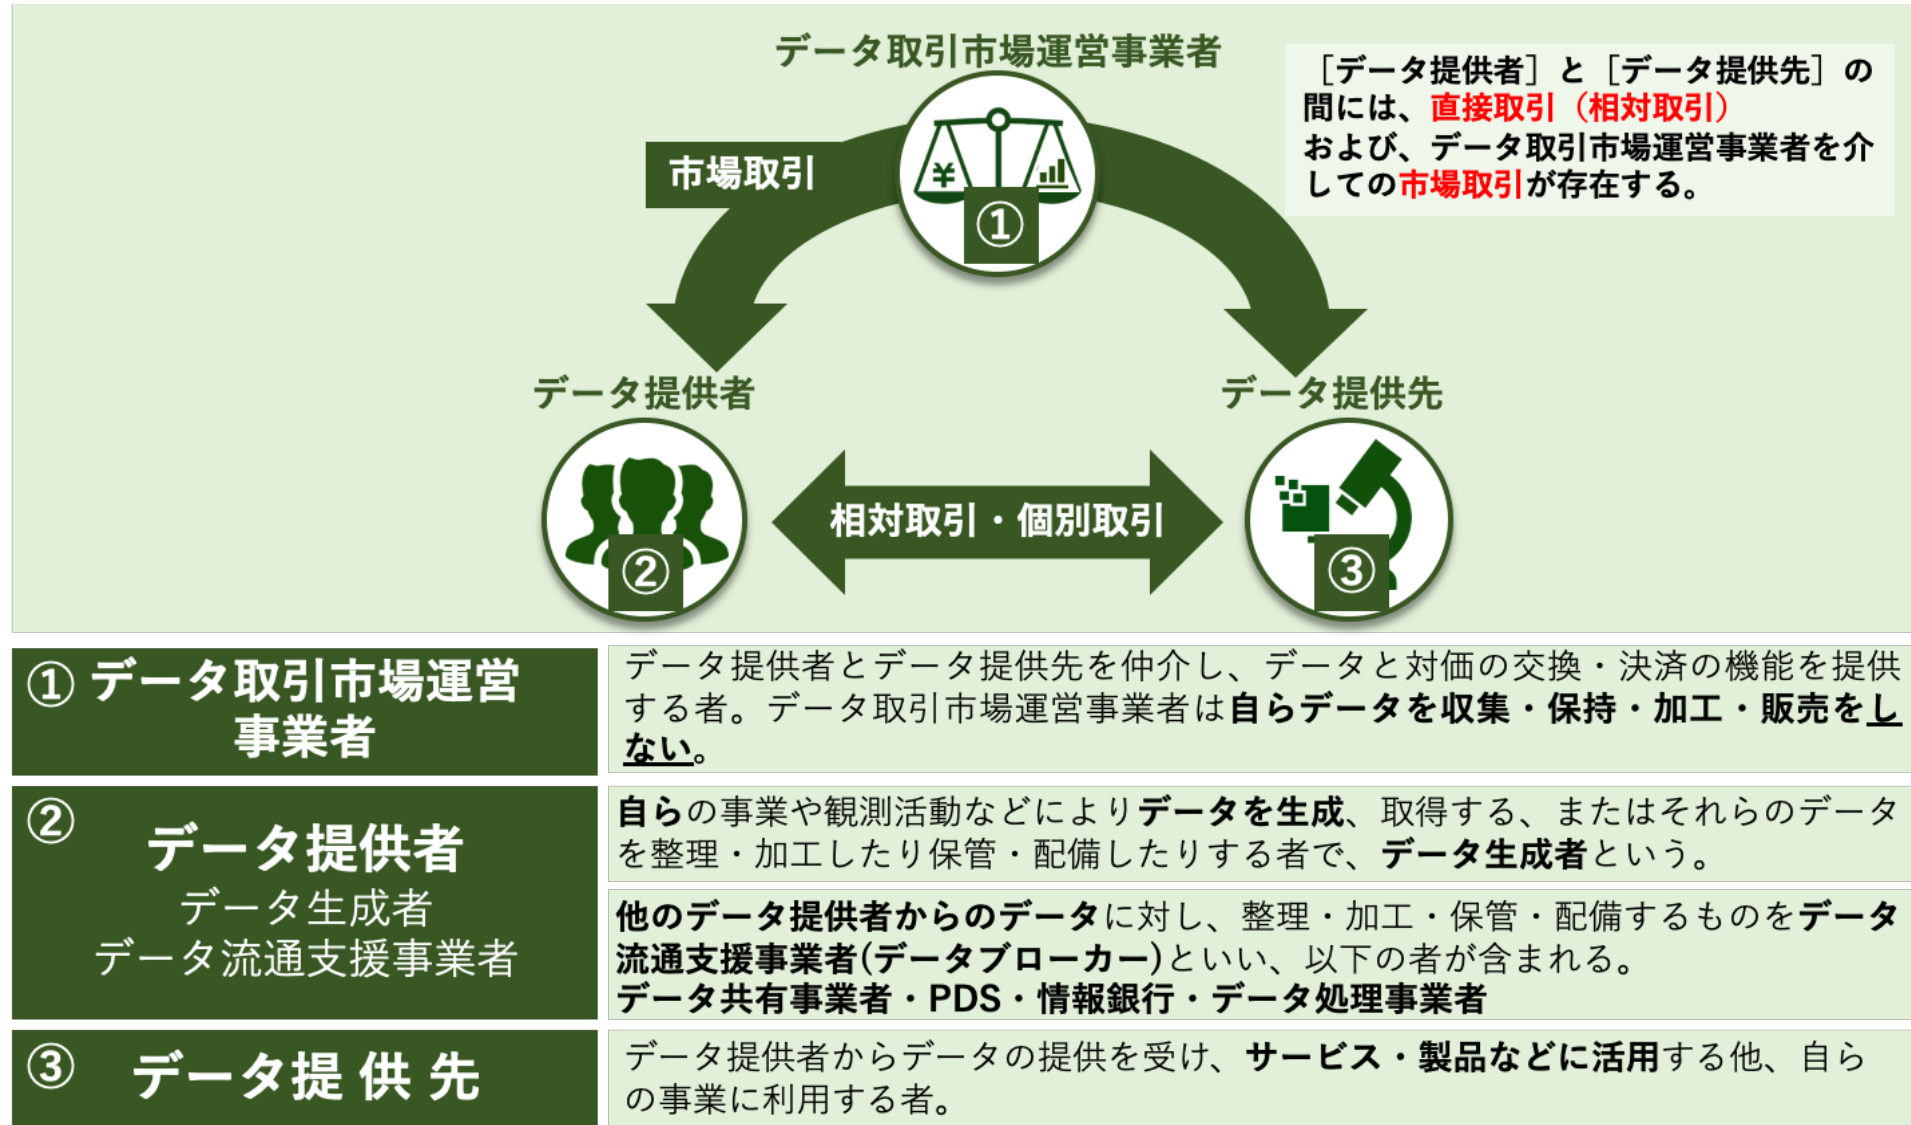 データ取引市場運営事業者
［データ提供者］と［データ提供先］の
間には、直接取引（相対取引）
および、データ取引市場運営事業者を介
しての市場取引が存在する。
市場取引
¥
①
データ提供者
データ提供先
相対取引・個別取引
②
③
① データ取引市場運営
事業者
データ提供者とデータ提供先を仲介し、データと対価の交換・決済の機能を提供
する者。データ取引市場運営事業者は自らデータを収集・保持・加工・販売をし
ない。
②
データ提供者
データ生成者
データ流通支援事業者
自らの事業や観測活動などによりデータを生成、取得する、またはそれらのデータ
を整理・加工したり保管・配備したりする者で、データ生成者という。
他のデータ提供者からのデータに対し、整理・加工・保管・配備するものをデータ
流通支援事業者(データブローカー)といい、以下の者が含まれる。
データ共有事業者・PDS・情報銀行・データ処理事業者
③ データ提 供 先
データ提供者からデータの提供を受け、サービス・製品などに活用する他、自ら
の事業に利用する者。